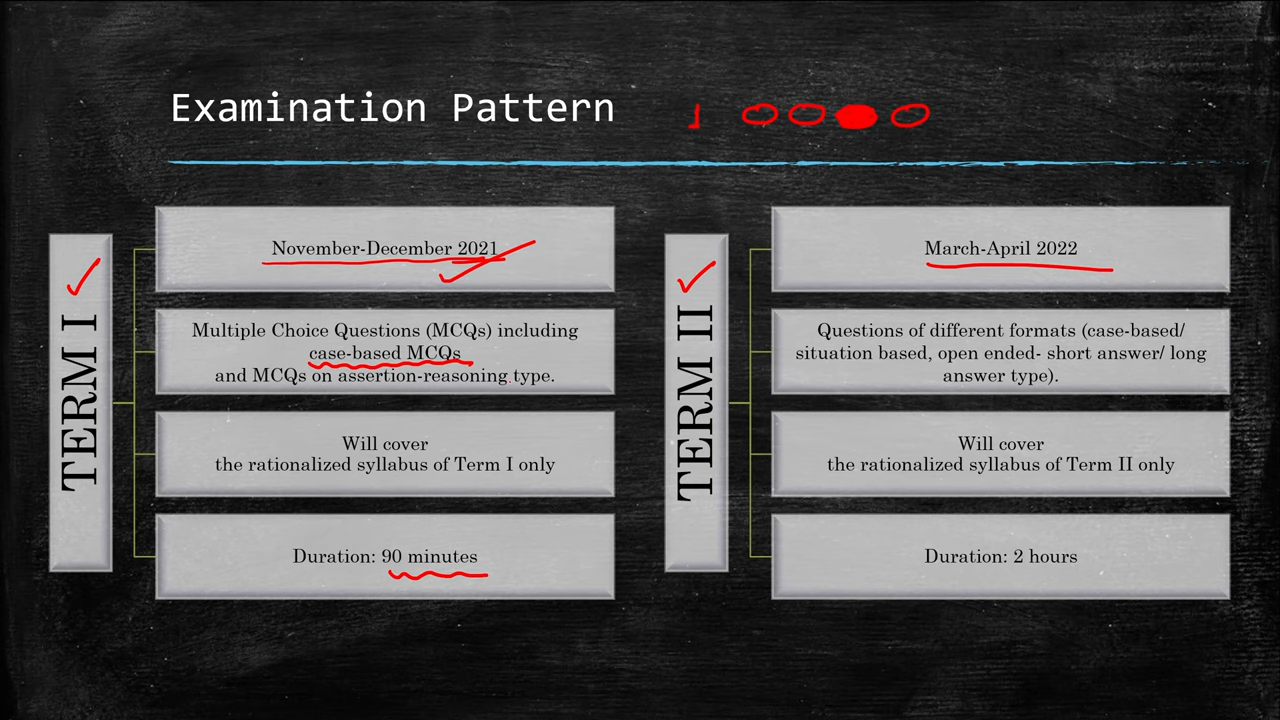 Examination Pattern
1
TERM I
November-December 2021
Multiple Choice Questions (MCQs) including
case-based MCQs
and MCQs on assertion-reasoning type.
Will cover
the rationalized syllabus of Term I only
Duration: 90 minutes
TERM II
March-April 2022
Questions of different formats (case-based/
situation based, open ended- short answer/ long
answer type).
Will cover
the rationalized syllabus of Term II only
Duration: 2 hours